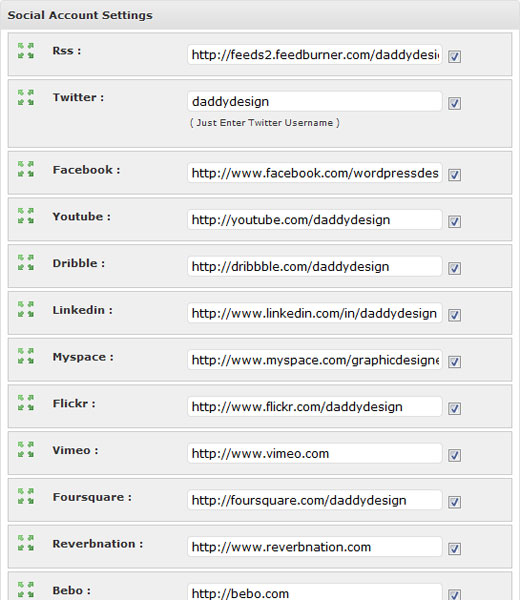 Social Account Settings
Rss : http://feeds2.feedburner.com/daddydesi
Twitter : daddydesign
( Just Enter Twitter Username )
Facebook : http://www.facebook.com/wordpressdes
Youtube : http://youtube.com/daddydesign
Dribble : http://dribbble.com/daddydesign
Linkedin : http://www.linkedin.com/in/daddydesign
Myspace : http://www.myspace.com/graphicdesigne
Flickr : http://www.flickr.com/daddydesign
Vimeo : http://www.vimeo.com
Foursquare : http://foursquare.com/daddydesign
Reverbnation : http://www.reverbnation.com
Bebo : http://bebo.com